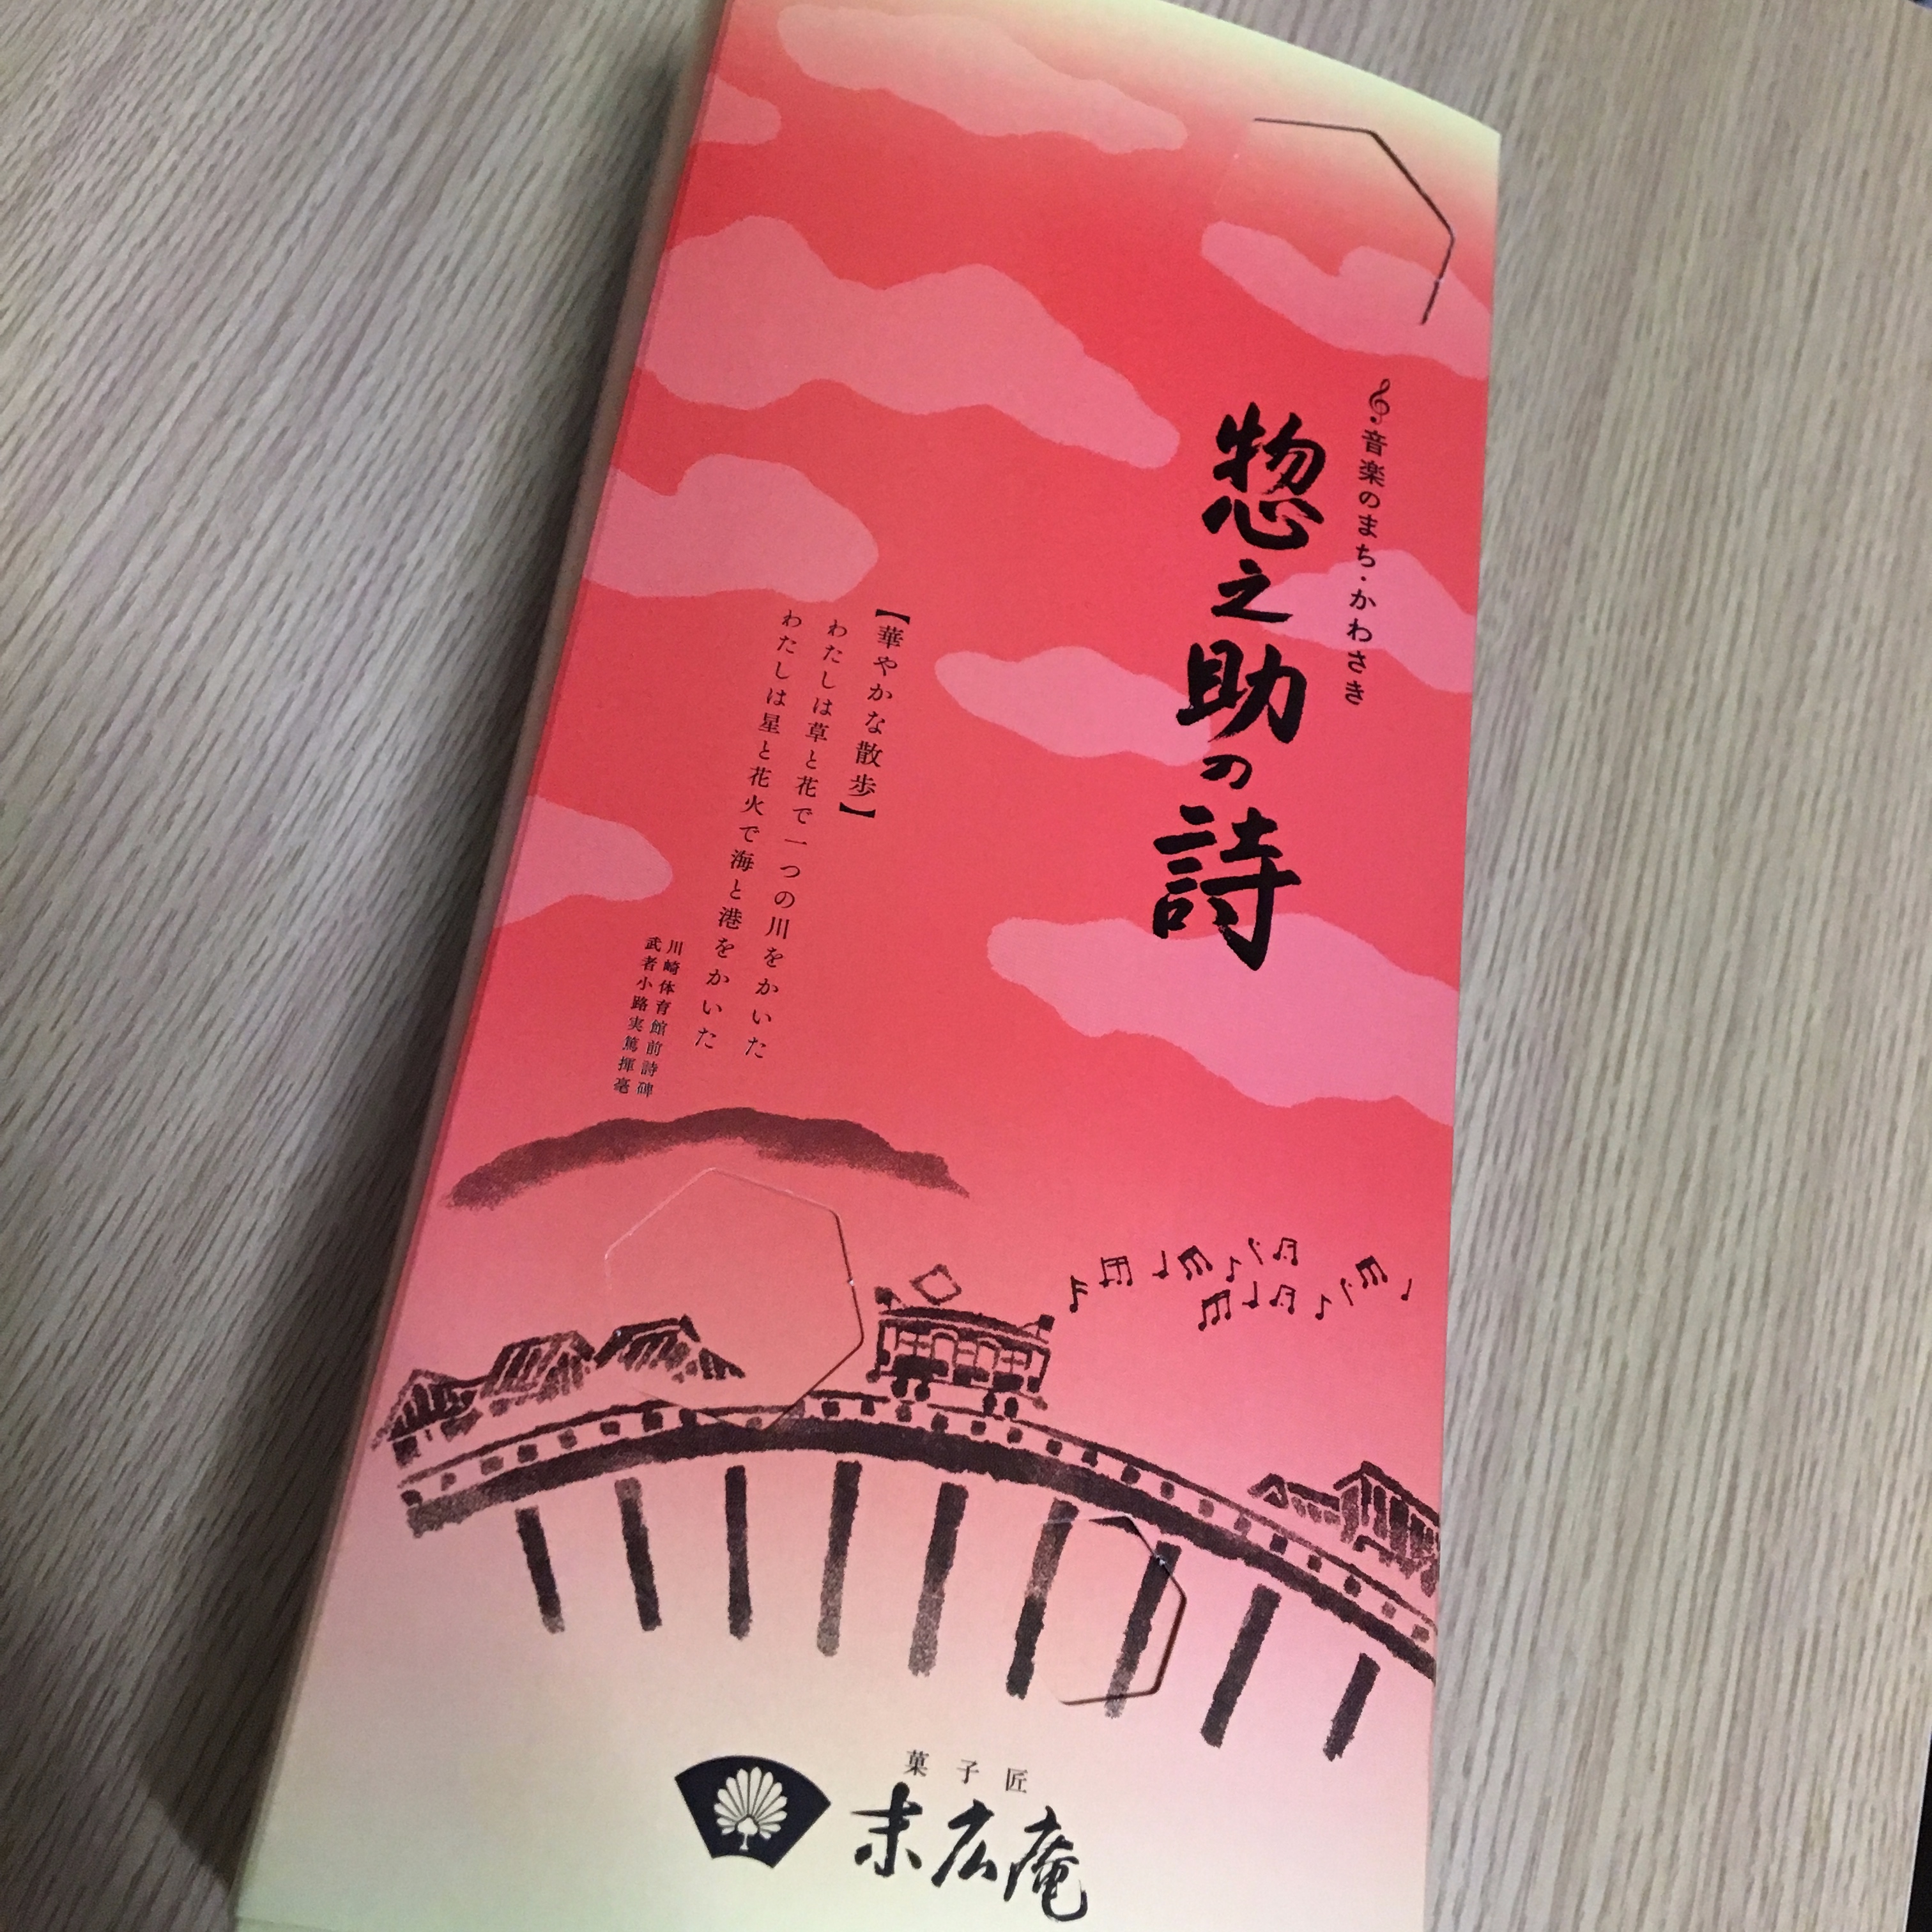 音楽のまち・かわさき
惣之助の詩
【華やかな散歩】
わたしは草と花で一つの川をかいた
わたしは星と花火で海と港をかいた
川崎体育館前詩碑
武者小路実篤揮毫
菓子匠
末広庵